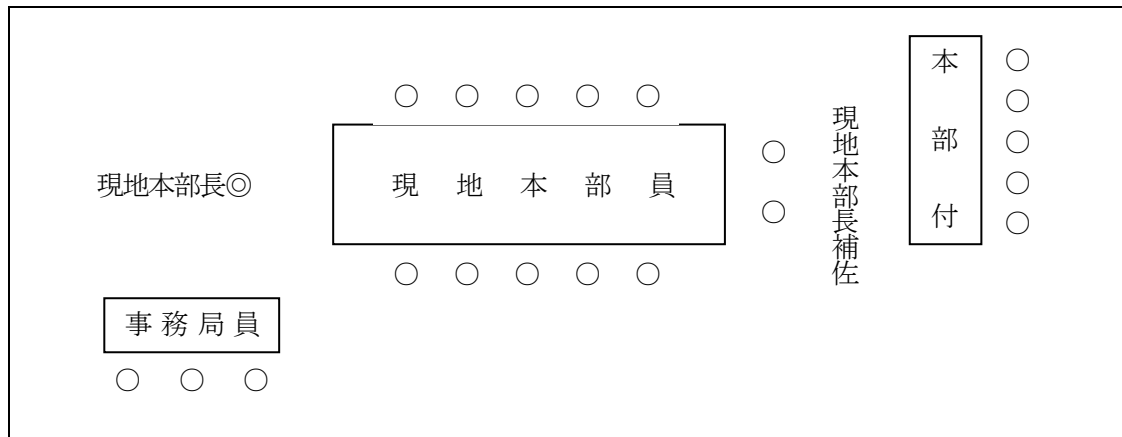 現地本部長◎
○ ○ ○ ○ ○
現 地 本 部 員
○ ○ ○ ○ ○
○
○
現地本部長補佐
本部付
○
○
○
○
○
事 務 局 員
○ ○ ○